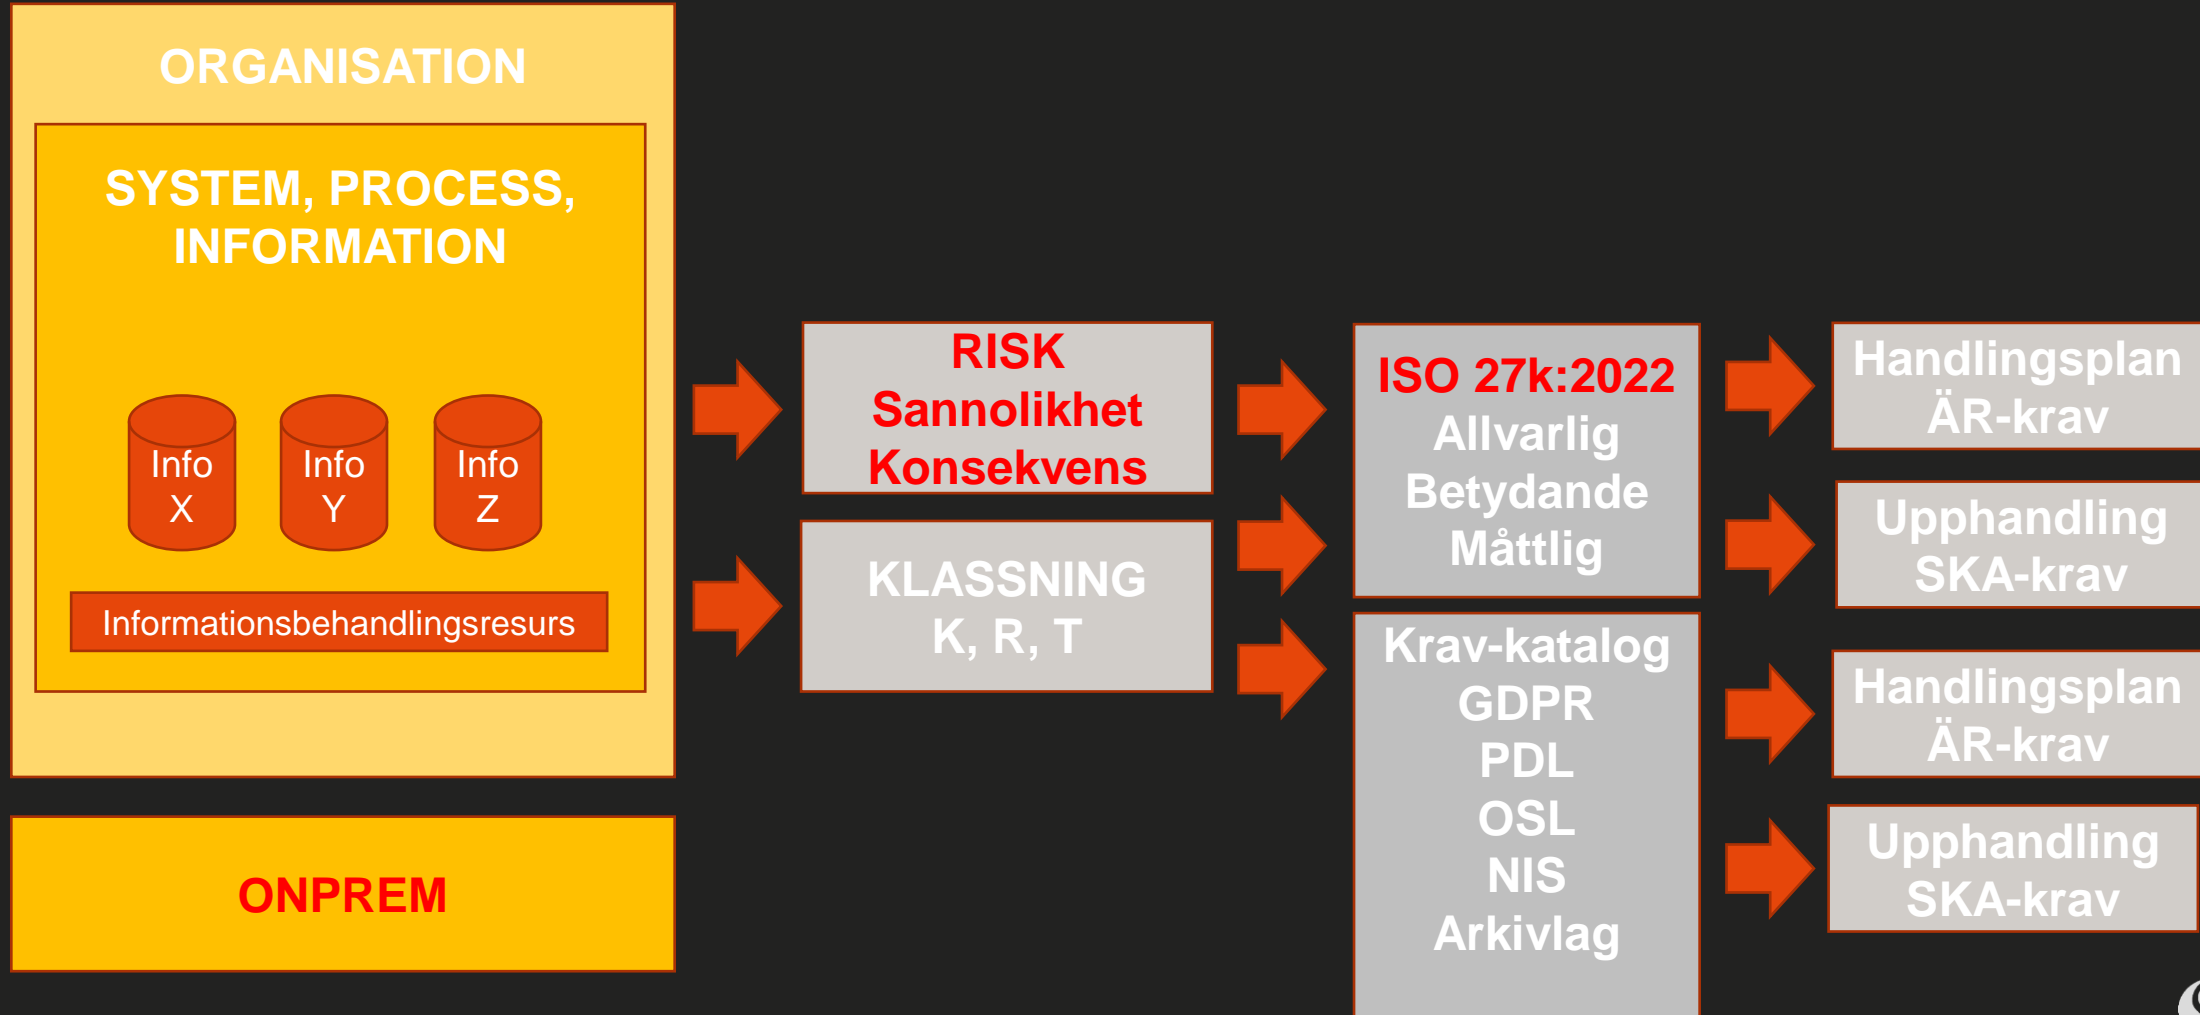 ORGANISATION
SYSTEM, PROCESS,
INFORMATION
Info
X
Info
Y
Info
Z
Informationsbehandlingsresurs
ONPREM
RISK
Sannolikhet
Konsekvens
KLASSNING
K, R, T
ISO 27k:2022
Allvarlig
Betydande
Måttlig
Krav-katalog
GDPR
PDL
OSL
NIS
Arkivlag
Handlingsplan
ÄR-krav
Upphandling
SKA-krav
Handlingsplan
ÄR-krav
Upphandling
SKA-krav